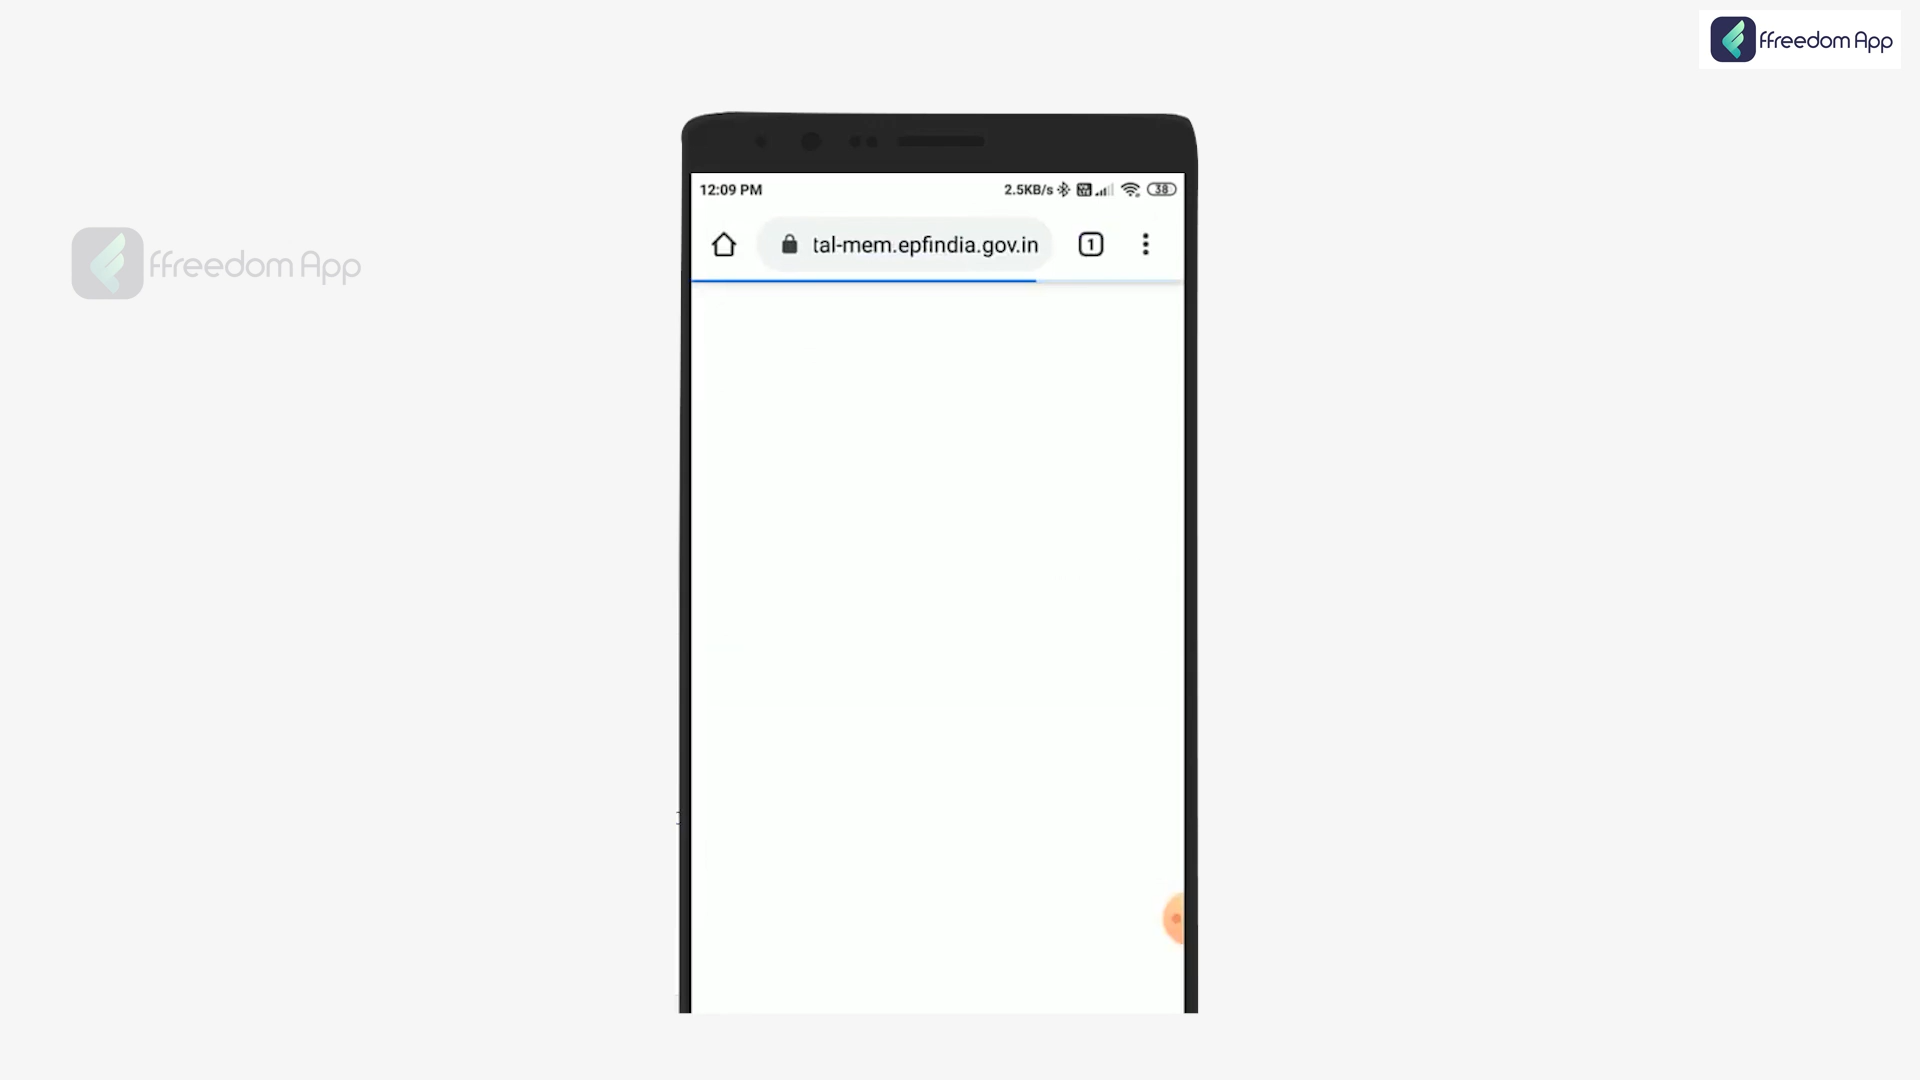 ffreedom App
12:09 PM
2.5KB/s
38
tal-mem.epfindia.gov.in
1
ffreedom App